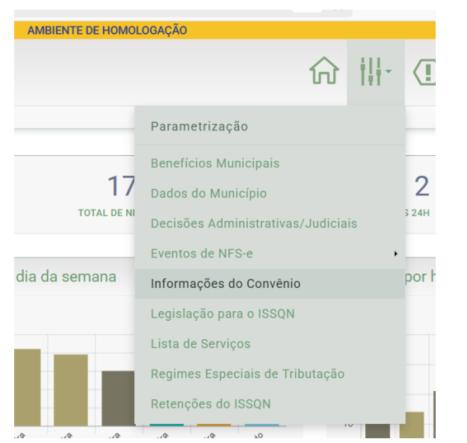 AMBIENTE DE HOMOLOGAÇÃO
Parametrização
Benefícios Municipais
17
Dados do Município
2
TOTAL DE
24H
Decisões Administrativas/Judiciais
Eventos de NFS-e
dia da semana
Informações do Convênio
por
Legislação para o ISSQN
Lista de Serviços
Regimes Especiais de Tributação
Retenções do ISSQN